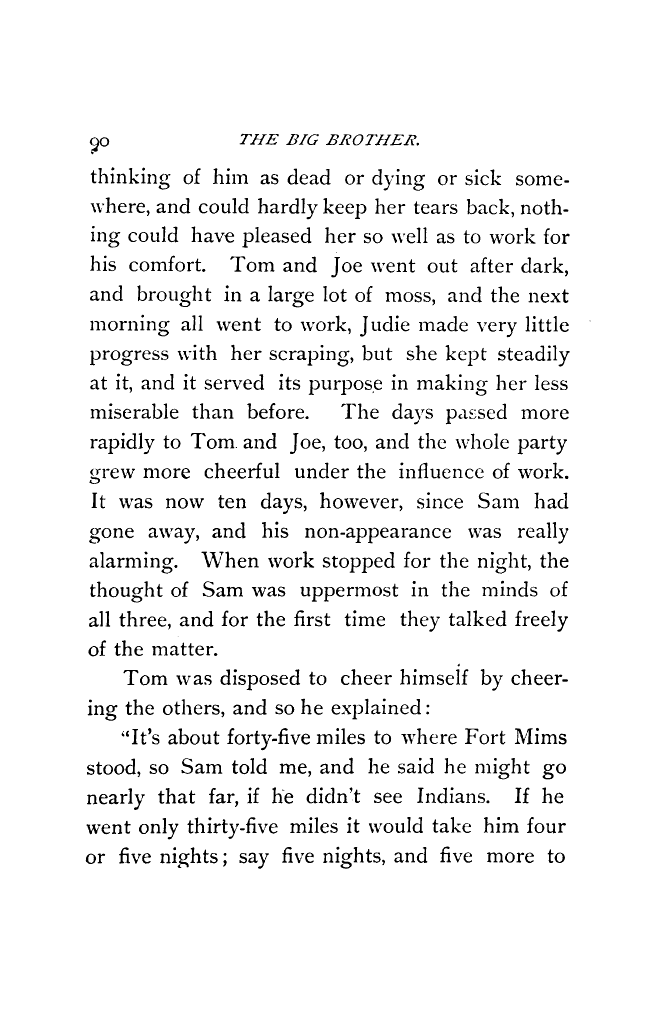 90 THE BIG BROTHER.
thinking of him as dead or dying or sick some-
where, and could hardly keep her tears back, noth-
ing could have pleased her so well as to work for
his comfort. Tom and Joe went out after dark,
and brought in a large lot of moss, and the next
morning all went to work, Judie made very little
progress with her scraping, but she kept steadily
at it, and it served its purpose in making her less
miserable than before. The days passed more
rapidly to Tom and Joe, too, and the whole party
grew more cheerful under the influence of work.
It was now ten days, however, since Sam had
gone away, and his non-appearance was really
alarming. When work stopped for the night, the
thought of Sam was uppermost in the minds of
all three, and for the first time they talked freely
of the matter.
Tom was disposed to cheer himself by cheer-
ing the others, and so he explained:
"It's about forty-five miles to where Fort Mims
stood, so Sam told me, and he said he might go
nearly that far, if he didn't see Indians. If he
went only thirty-five miles it would take him four
or five nights; say five nights, and five more to